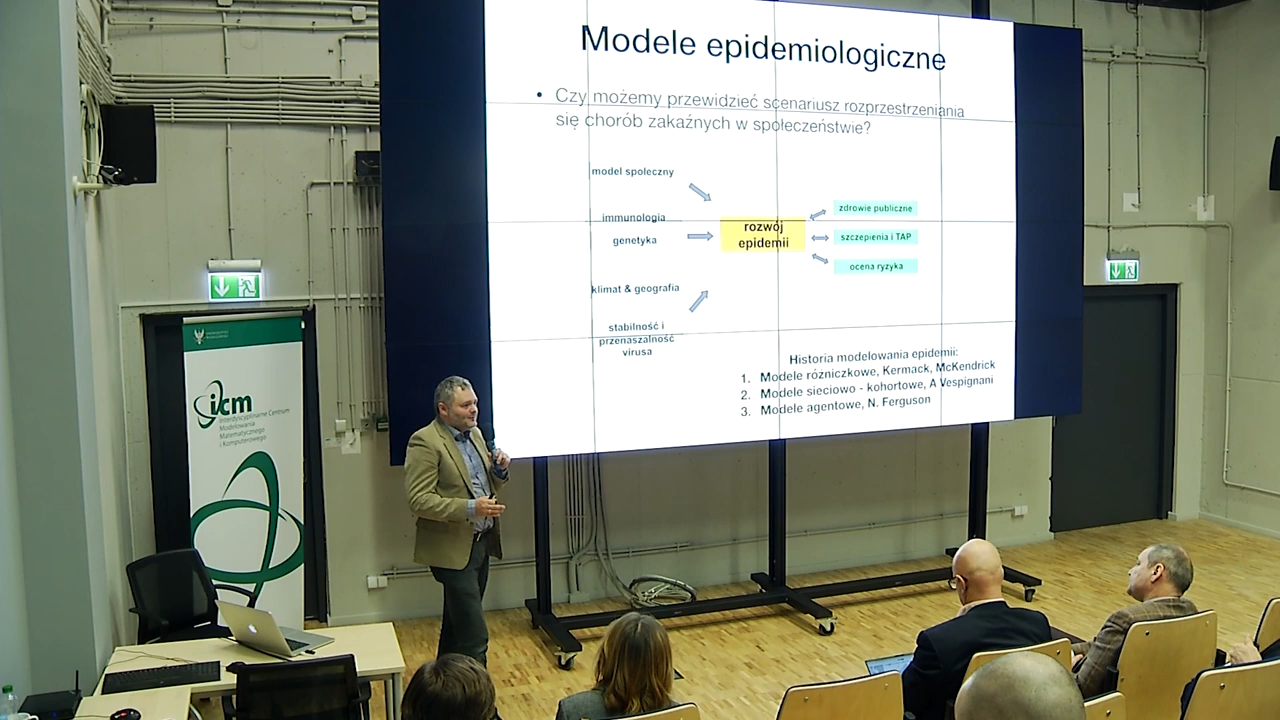 Modele epidemiologiczne
• Czy możemy przewidzieć scenariusz rozprzestrzeniania
się chorób zakaźnych w społeczeństwie?
model społeczny
immunologia
genetyka
klimat & geografia
stabilność i
przenaszalność
virusa
rozwój
epidemii
zdrowie publiczne
szczepienia i TAP
ocena ryzyka
Historia modelowania epidemii:
1. Modele różniczkowe, Kermack, McKendrick
2. Modele sieciowo - kohortowe, A Vespignani
3. Modele agentowe, N. Ferguson
icm
Interdyscyplinarne Centrum
Modelowania
Matematycznego
i Komputerowego